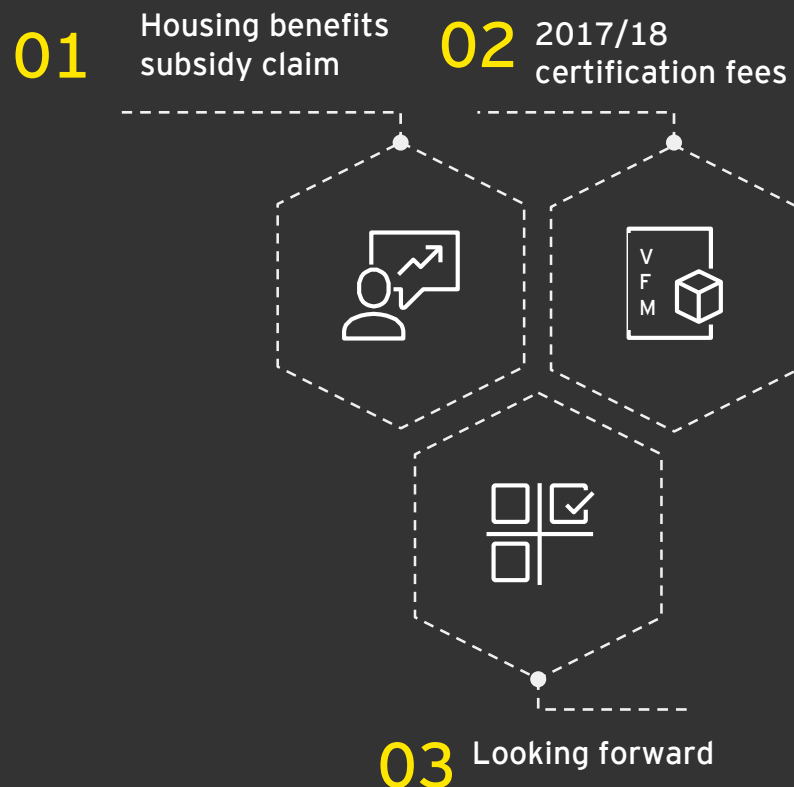 01
Housing benefits
subsidy claim
02
2017/18
certification fees
V
F
M
03
Looking forward